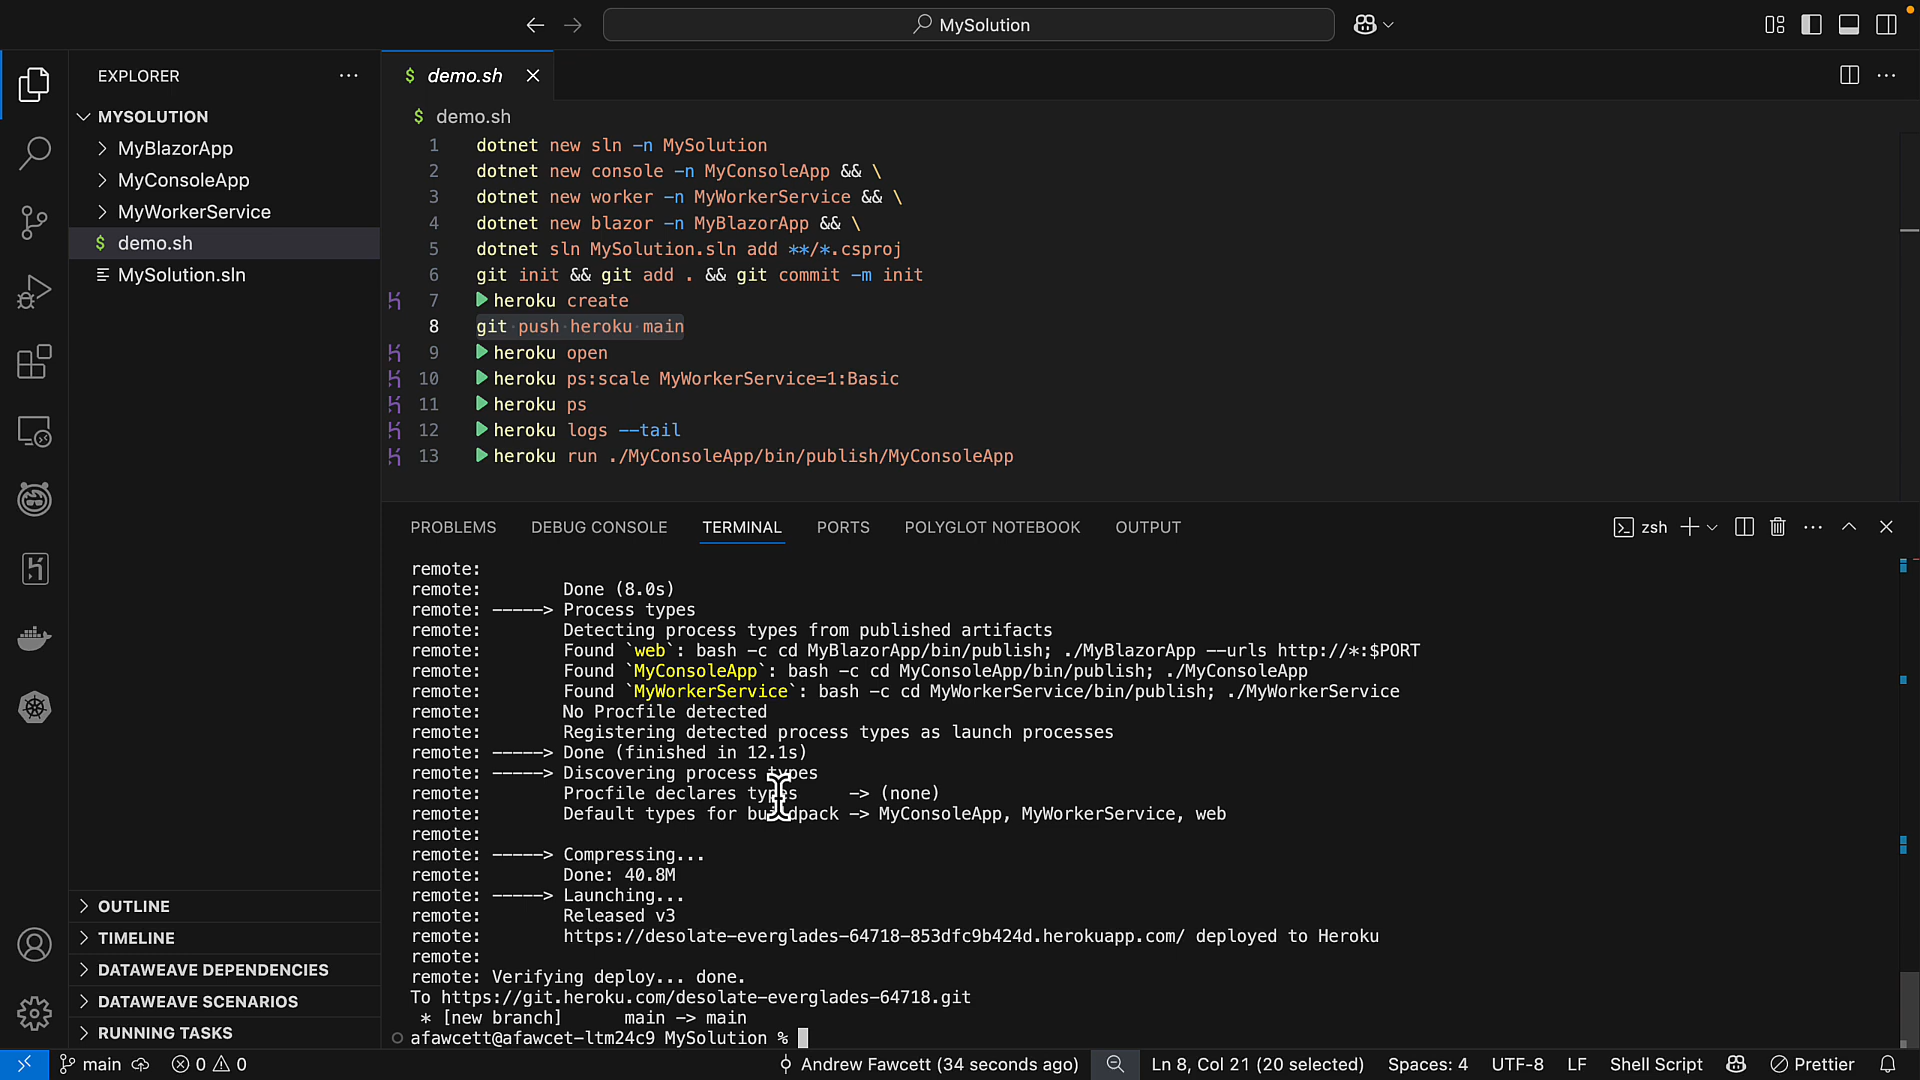 MySolution
EXPLORER
MYSOLUTION
MyBlazorApp
MyConsoleApp
MyWorkerService
$ demo.sh
MySolution.sln
OUTLINE
TIMELINE
DATAWEAVE DEPENDENCIES
DATAWEAVE SCENARIOS
RUNNING TASKS
$ demo.sh
$ demo.sh
1 dotnet new sln -n MySolution
2 dotnet new console -n MyConsoleApp && \
3 dotnet new worker -n MyWorkerService && \
4 dotnet new blazor -n MyBlazorApp && \
5 dotnet sln MySolution.sln add **/*.csproj
6 git init && git add . && git commit -m init
7 heroku create
8 git push heroku main
9 heroku open
10 heroku ps:scale MyWorkerService=1:Basic
11 heroku ps
12 heroku logs --tail
13 heroku run ./MyConsoleApp/bin/publish/MyConsoleApp
PROBLEMS DEBUG CONSOLE TERMINAL PORTS POLYGLOT NOTEBOOK OUTPUT zsh
remote:
remote: Done (8.0s)
remote: -----> Process types
remote: Detecting process types from published artifacts
remote: Found `web`: bash -c cd MyBlazorApp/bin/publish; ./MyBlazorApp --urls http://*:$PORT
remote: Found `MyConsoleApp`: bash -c cd MyConsoleApp/bin/publish; ./MyConsoleApp
remote: Found `MyWorkerService`: bash -c cd MyWorkerService/bin/publish; ./MyWorkerService
remote: No Procfile detected
remote: Registering detected process types as launch processes
remote: -----> Done (finished in 12.1s)
remote: -----> Discovering process types
remote: Procfile declares types -> (none)
remote: Default types for buildpack -> MyConsoleApp, MyWorkerService, web
remote:
remote: -----> Compressing...
remote: Done: 40.8M
remote: -----> Launching...
remote: Released v3
remote: https://desolate-everglades-64718-853dfc9b424d.herokuapp.com/ deployed to Heroku
remote:
remote: Verifying deploy... done.
To https://git.heroku.com/desolate-everglades-64718.git
* [new branch] main -> main
afawcett@afawcet-ltm24c9 MySolution %
main 0 0 Andrew Fawcett (34 seconds ago) Ln 8, Col 21 (20 selected) Spaces: 4 UTF-8 LF Shell Script Prettier